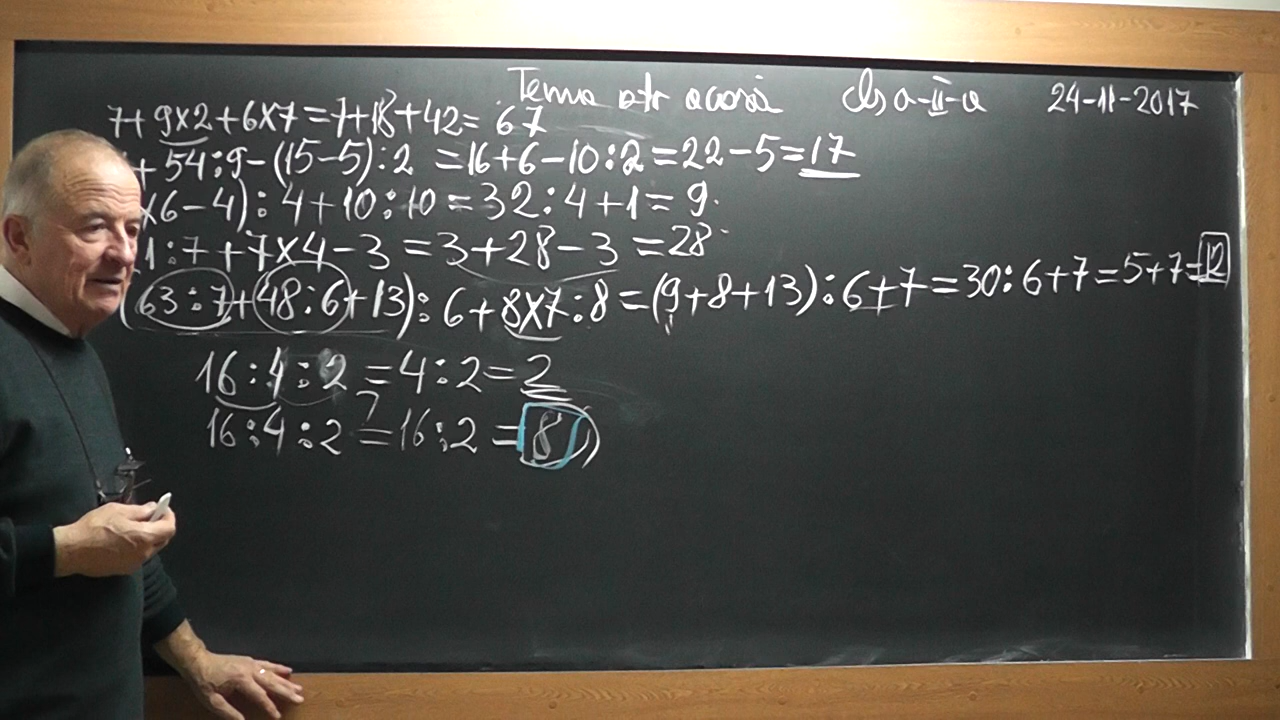 Tema ptr acasă cls a-II-a 24-11-2017
7+9x2+6x7=7+18+42=67
+54:9-(15-5):2=16+6-10:2=22-5=17
x6-4):4+10:10=32:4+1=9.
1:7+7x4-3=3+28-3=28
(63:7+48:6+13):6+8x7:8=(9+8+13):6+7=30:6+7=5+7=12
16:4:2=4:2=2
?
16:4:2=16:2=8